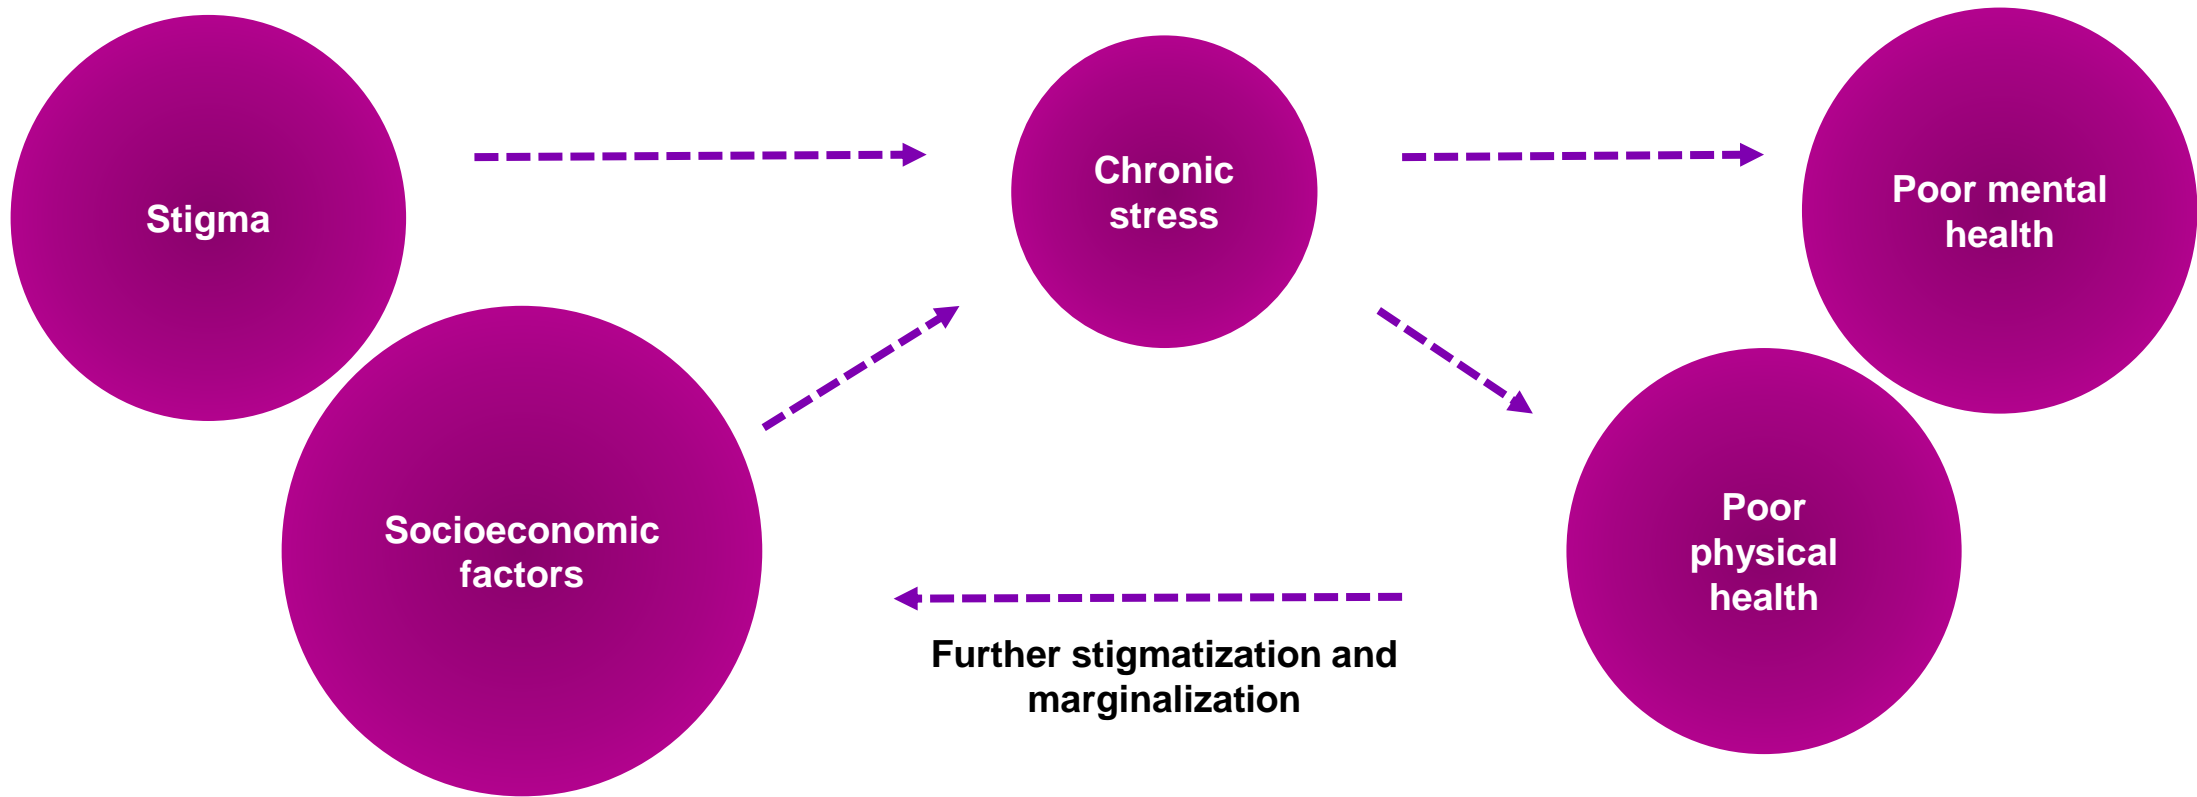 Stigma
Chronic
stress
Poor mental
health
Socioeconomic
factors
Poor
physical
health
Further stigmatization and
marginalization